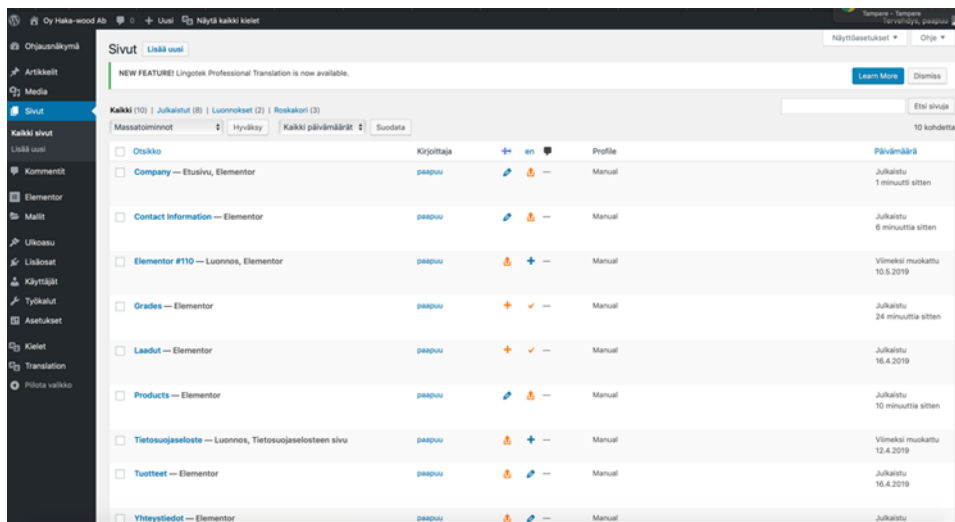 Oy Haka-wood Ab 0 + Uusi Näytä kaikki kielet
Tampere - Tampere
Tervehdys, paapuu
Näyttöasetukset ▼ Ohje ▼
Ohjausnäkymä
Artikkelit
Media
Sivut
Kaikki sivut
Lisää uusi
Kommentit
Elementor
Mallit
Ulkoasu
Lisäosat
Käyttäjät
Työkalut
Asetukset
Kielet
Translation
Piilota valikko
Sivut Lisää uusi
NEW FEATURE! Lingotek Professional Translation is now available. Learn More Dismiss
Kaikki (10) | Julkaistut (8) | Luonnokset (2) | Roskakori (3) Etsi sivuja
Massatoiminnot Hyväksy Kaikki päivämäärät Suodata 10 kohdetta
Otsikko Kirjoittaja en Profile Päivämäärä
Company — Etusivu, Elementor paapuu — Manual Julkaistu
1 minuutti sitten
Contact Information — Elementor paapuu — Manual Julkaistu
6 minuuttia sitten
Elementor #110 — Luonnos, Elementor paapuu + — Manual Viimeksi muokattu
10.5.2019
Grades — Elementor paapuu + ✓ — Manual Julkaistu
24 minuuttia sitten
Laadut — Elementor paapuu + ✓ — Manual Julkaistu
16.4.2019
Products — Elementor paapuu — Manual Julkaistu
10 minuuttia sitten
Tietosuojaseloste — Luonnos, Tietosuojaselosteen sivu paapuu + — Manual Viimeksi muokattu
12.4.2019
Tuotteet — Elementor paapuu — Manual Julkaistu
16.4.2019
Yhteystiedot — Elementor paapuu — Manual Julkaistu